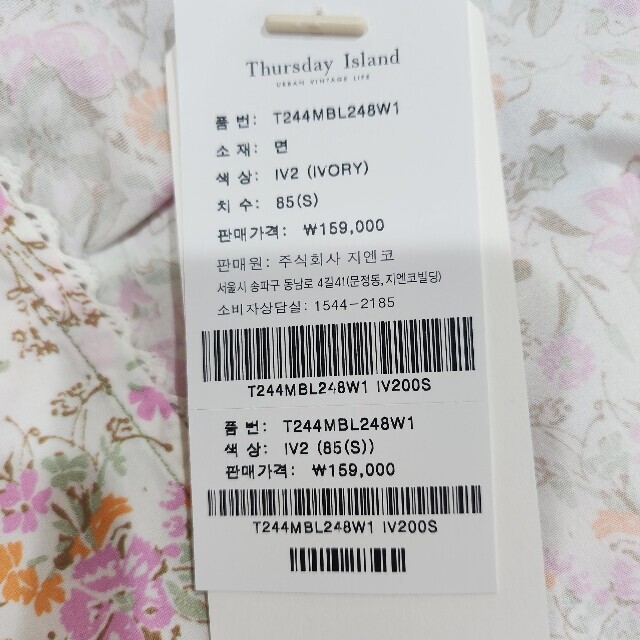 Thursday Island
URBAN VINTAGE LIFE
품 번: T244MBL248W1
소 재: 면
색 상: IV2 (IVORY)
치 수: 85(S)
판매가격: ₩159,000
판매원: 주식회사 지엔코
서울시 송파구 동남로 4길41(문정동,지엔코빌딩)
소비자상담실: 1544-2185
T244MBL248W1 IV200S
품 번: T244MBL248W1
색 상: IV2 (85(S))
판매가격: ₩159,000
T244MBL248W1 IV200S